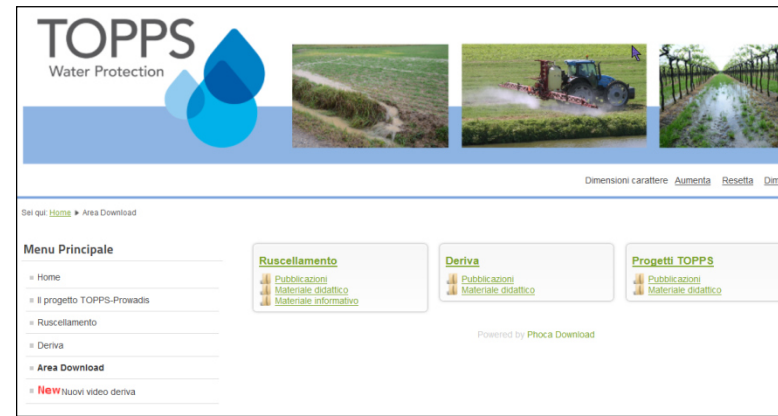 TOPPS
Water Protection
Dimensioni carattere Aumenta Resetta Dim
Sei qui: Home Area Download
Menu Principale
Home
Il progetto TOPPS-Prowadis
Ruscellamento
Deriva
Area Download
New Nuovi video deriva
Ruscellamento
Pubblicazioni
Materiale didattico
Materiale informativo
Deriva
Pubblicazioni
Materiale didattico
Progetti TOPPS
Pubblicazioni
Materiale didattico
Powered by Phoca Download